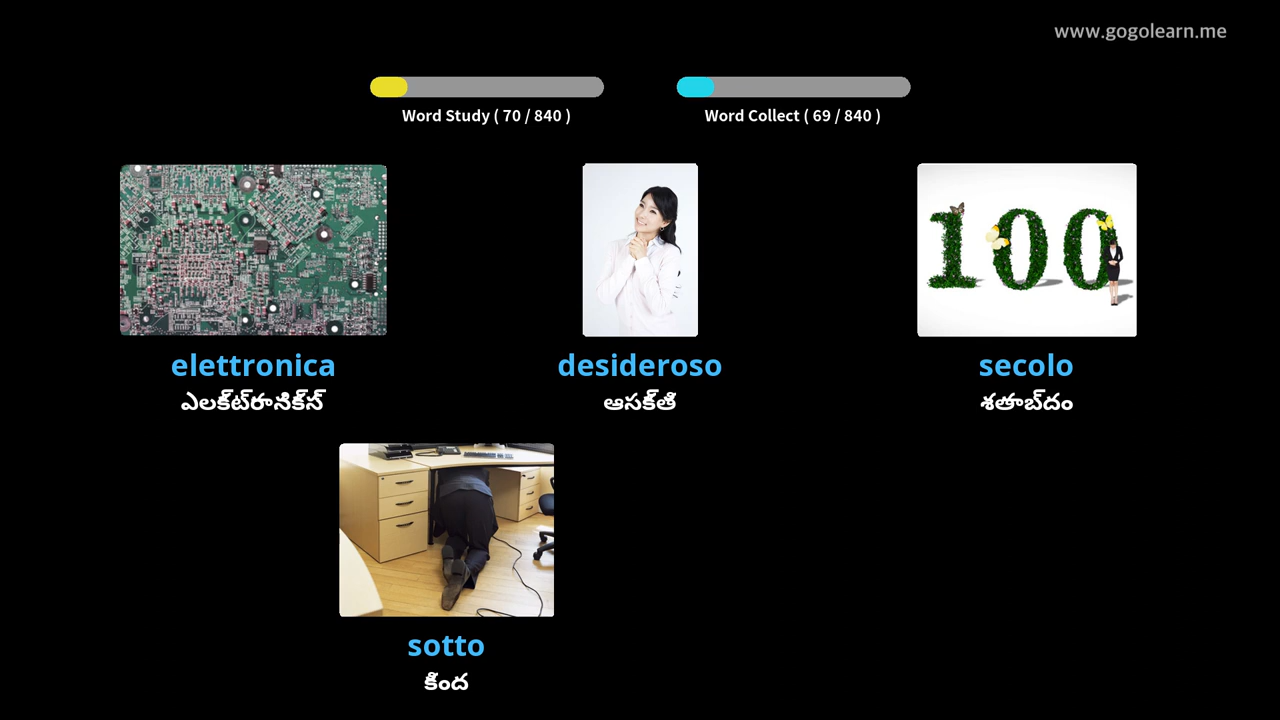 www.gogolearn.me
Word Study ( 70 / 840 )
Word Collect ( 69 / 840 )
elettronica
ఎలక్ట్రానిక్స్
desideroso
ఆసక్తి
secolo
శతాబ్దం
sotto
కింద